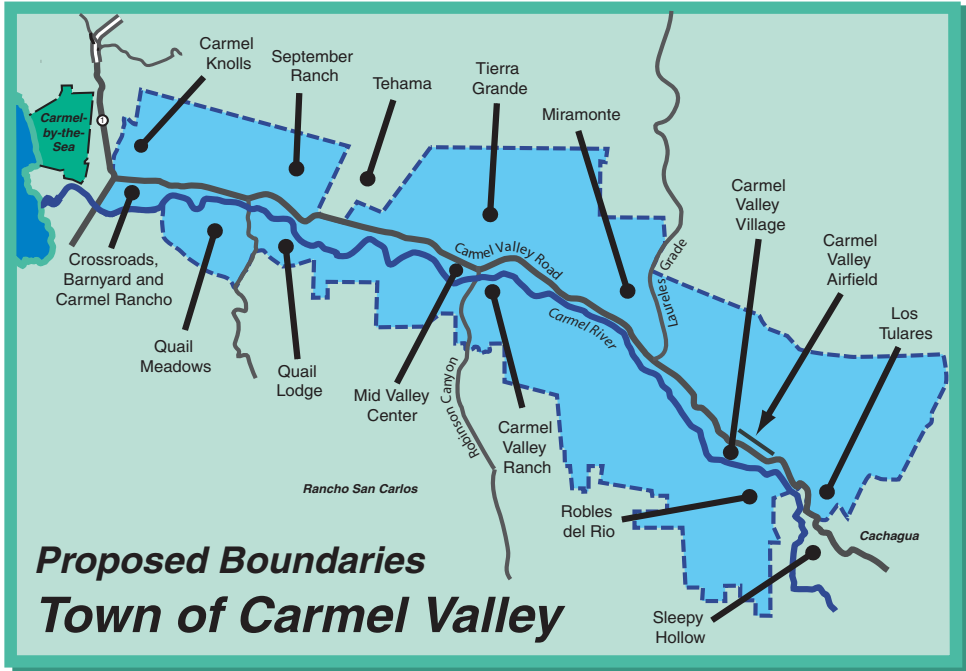 Carmel
Knolls
September
Ranch
Tehama
Tierra
Grande
Miramonte
Carmel-
by-the-
Sea
1
Carmel
Valley
Village
Carmel
Valley
Airfield
Los
Tulares
Crossroads,
Barnyard and
Carmel Rancho
Carmel Valley Road
Laureles Grade
Carmel River
Quail
Meadows
Quail
Lodge
Mid Valley
Center
Robinson Canyon
Carmel
Valley
Ranch
Rancho San Carlos
Robles
del Rio
Cachagua
Sleepy
Hollow
Proposed Boundaries
Town of Carmel Valley